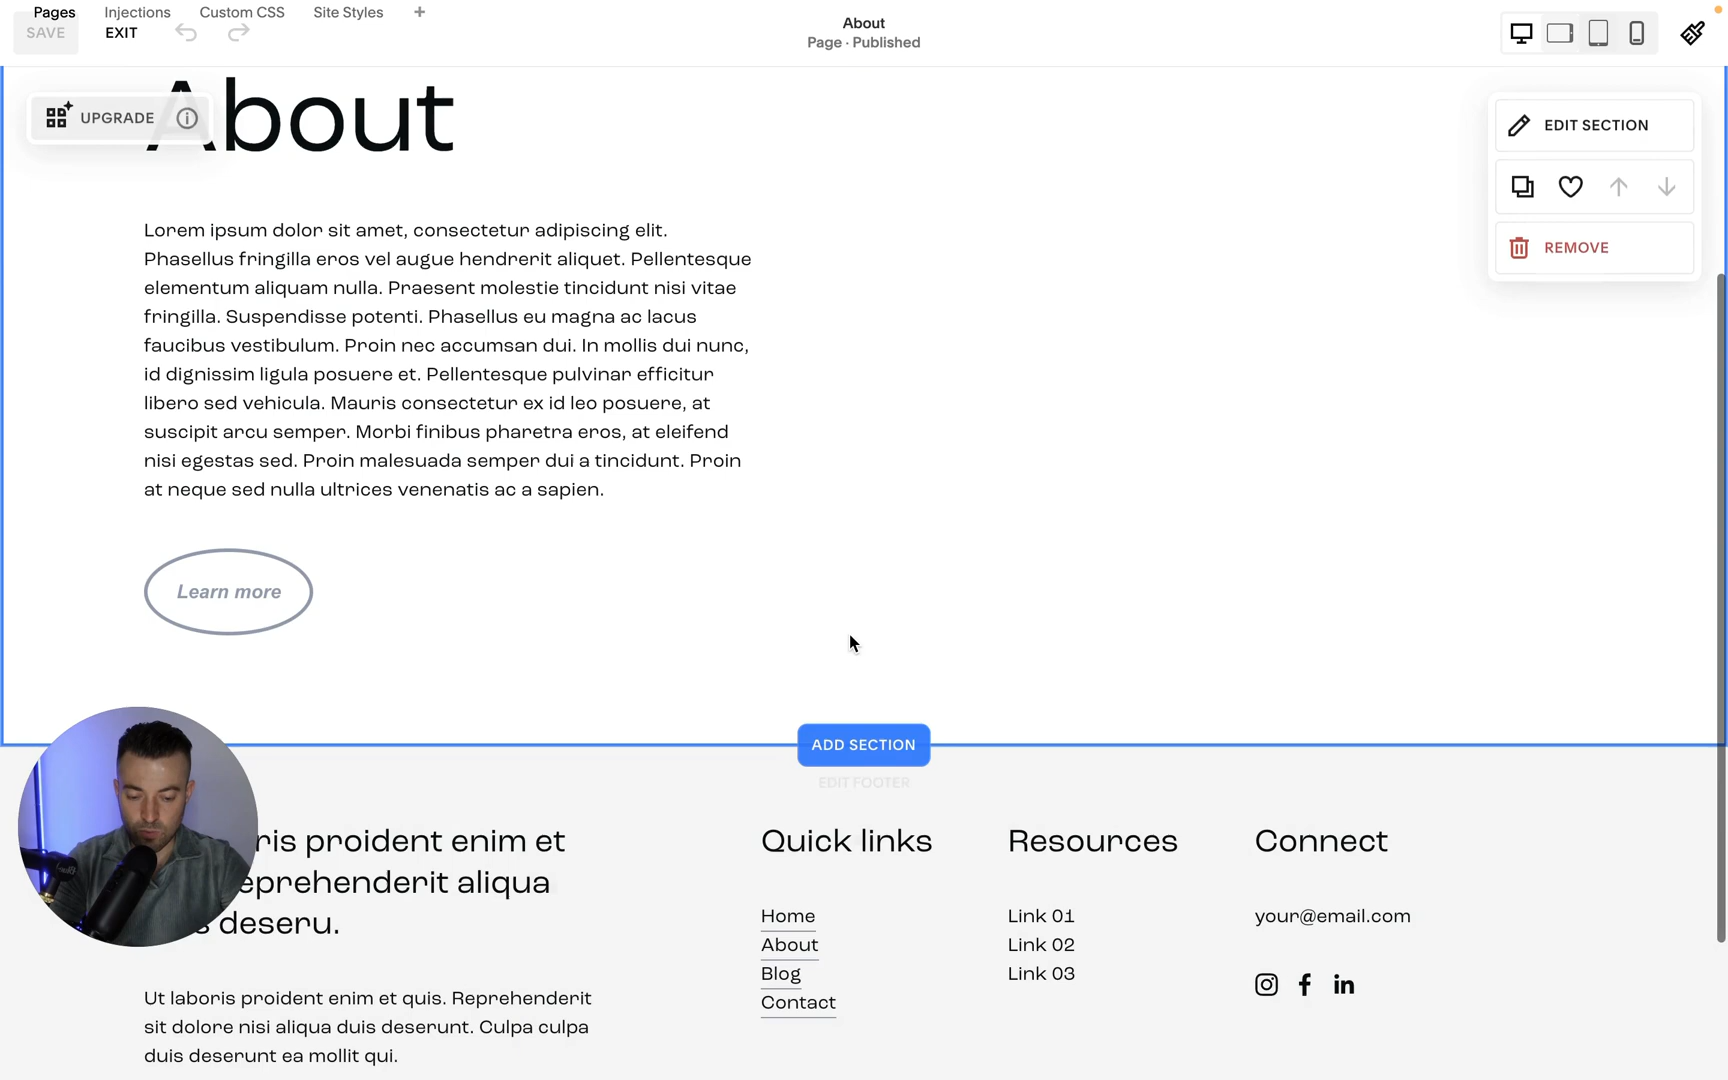 Pages
Injections
Custom CSS
Site Styles
+
SAVE
EXIT
About
Page · Published
UPGRADE
About
EDIT SECTION
REMOVE
Lorem ipsum dolor sit amet, consectetur adipiscing elit.
Phasellus fringilla eros vel augue hendrerit aliquet. Pellentesque
elementum aliquam nulla. Praesent molestie tincidunt nisi vitae
fringilla. Suspendisse potenti. Phasellus eu magna ac lacus
faucibus vestibulum. Proin nec accumsan dui. In mollis dui nunc,
id dignissim ligula posuere et. Pellentesque pulvinar efficitur
libero sed vehicula. Mauris consectetur ex id leo posuere, at
suscipit arcu semper. Morbi finibus pharetra eros, at eleifend
nisi egestas sed. Proin malesuada semper dui a tincidunt. Proin
at neque sed nulla ultrices venenatis ac a sapien.
Learn more
ADD SECTION
EDIT FOOTER
proident enim et
aliqua
deseru.
Ut laboris proident enim et quis. Reprehenderit
sit dolore nisi aliqua duis deserunt. Culpa culpa
duis deserunt ea mollit qui.
Quick links
Home
About
Blog
Contact
Resources
Link 01
Link 02
Link 03
Connect
your@email.com